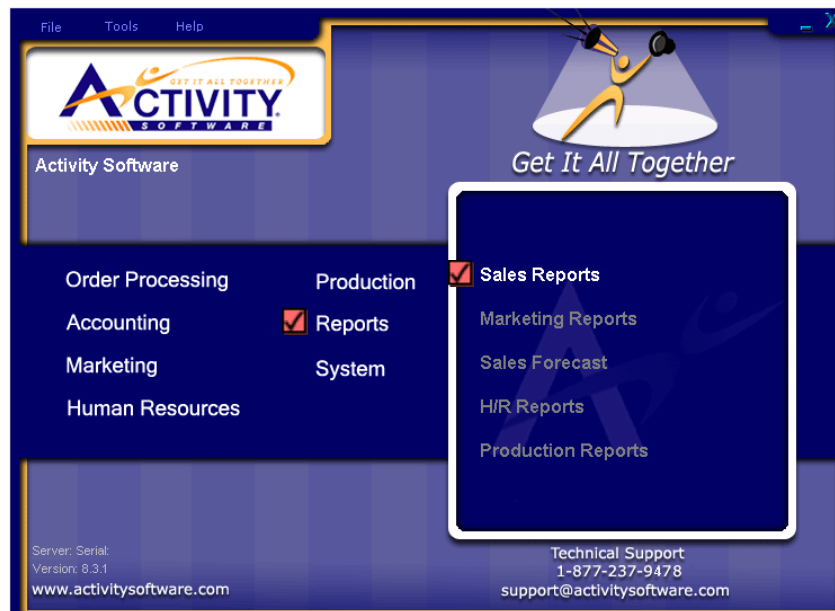 File Tools Help
GET IT ALL TOGETHER
ACTIVITY
SOFTWARE
Activity Software
Get It All Together
Order Processing
Accounting
Marketing
Human Resources
Production
Reports
System
Sales Reports
Marketing Reports
Sales Forecast
H/R Reports
Production Reports
Server: Serial:
Version: 8.3.1
www.activitysoftware.com
Technical Support
1-877-237-9478
support@activitysoftware.com